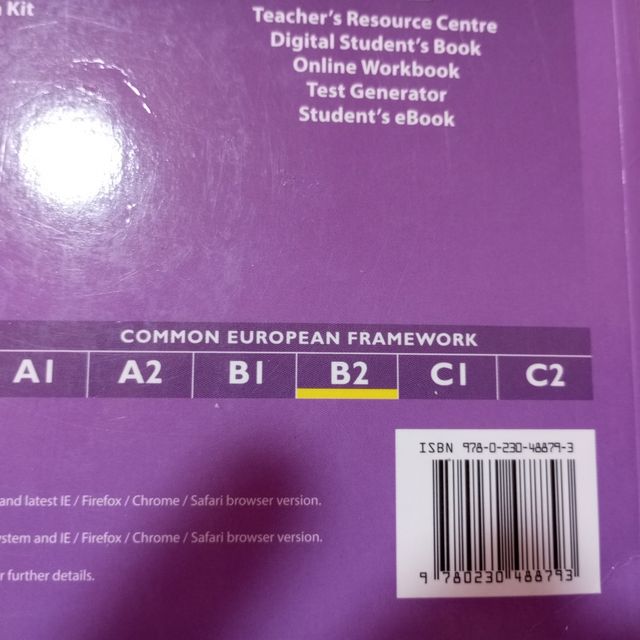 Kit
Teacher's Resource Centre
Digital Student's Book
Online Workbook
Test Generator
Student's eBook
COMMON EUROPEAN FRAMEWORK
A1 A2 B1 B2 C1 C2
ISBN 978-0-230-48879-3
and latest IE / Firefox / Chrome / Safari browser version.
ystem and IE / Firefox / Chrome / Safari browser version.
r further details.
9 780230 488793